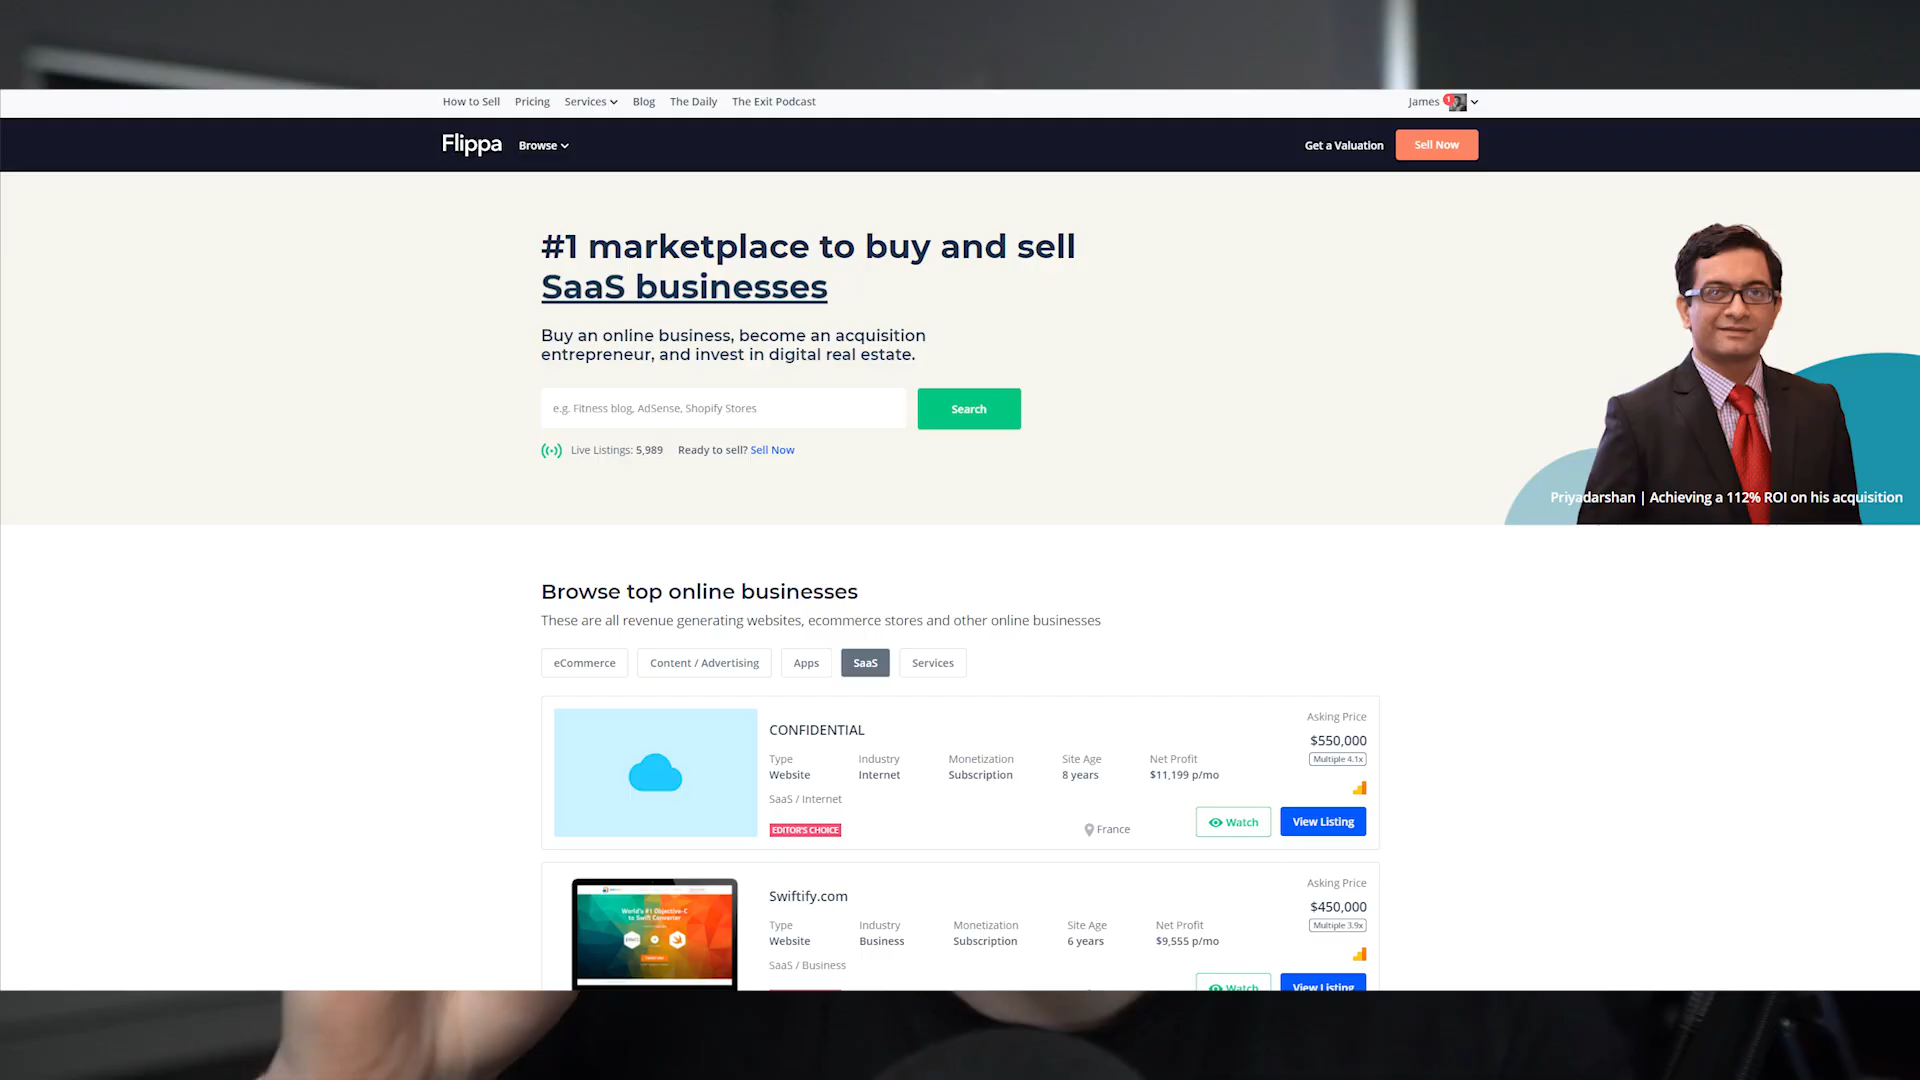 How to Sell Pricing Services Blog The Daily The Exit Podcast James 1
Flippa Browse Get a Valuation Sell Now
#1 marketplace to buy and sell
SaaS businesses
Buy an online business, become an acquisition
entrepreneur, and invest in digital real estate.
e.g. Fitness blog, AdSense, Shopify Stores Search
Live Listings: 5,989 Ready to sell? Sell Now
Priyadarshan | Achieving a 112% ROI on his acquisition
Browse top online businesses
These are all revenue generating websites, ecommerce stores and other online businesses
eCommerce Content / Advertising Apps SaaS Services
CONFIDENTIAL
Type Industry Monetization Site Age Net Profit
Website Internet Subscription 8 years $11,199 p/mo
SaaS / Internet
EDITOR'S CHOICE
France
Asking Price
$550,000
Multiple 4.1x
Watch View Listing
World's #1 Objective-C
to Swift Converter
Swiftify.com
Type Industry Monetization Site Age Net Profit
Website Business Subscription 6 years $9,555 p/mo
SaaS / Business
Asking Price
$450,000
Multiple 3.9x
Watch View Listing